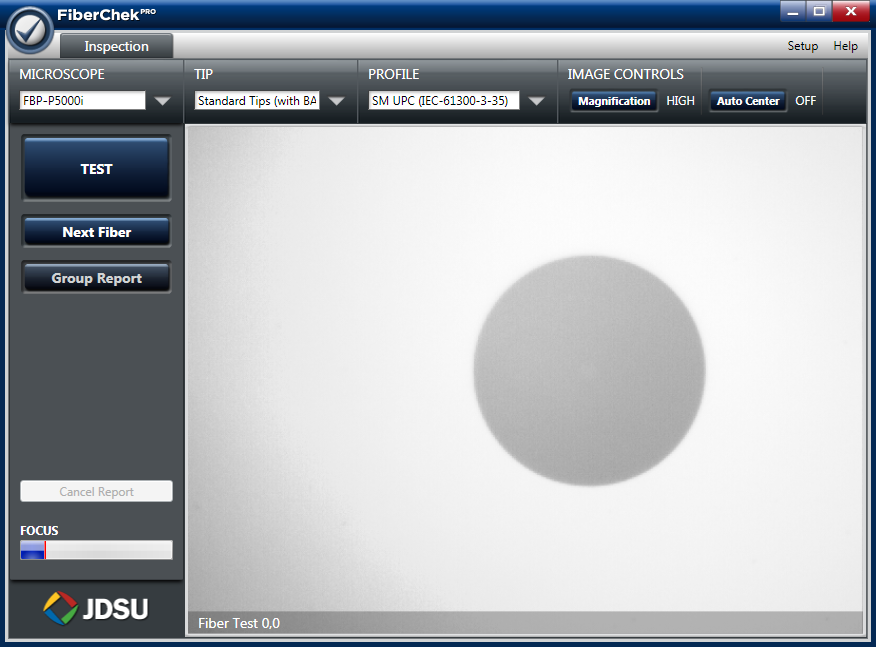 FiberChekPRO
Inspection
Setup Help
MICROSCOPE
FBP-P5000i
TIP
Standard Tips (with BA
PROFILE
SM UPC (IEC-61300-3-35)
IMAGE CONTROLS
Magnification HIGH Auto Center OFF
TEST
Next Fiber
Group Report
Cancel Report
FOCUS
JDSU
Fiber Test 0,0